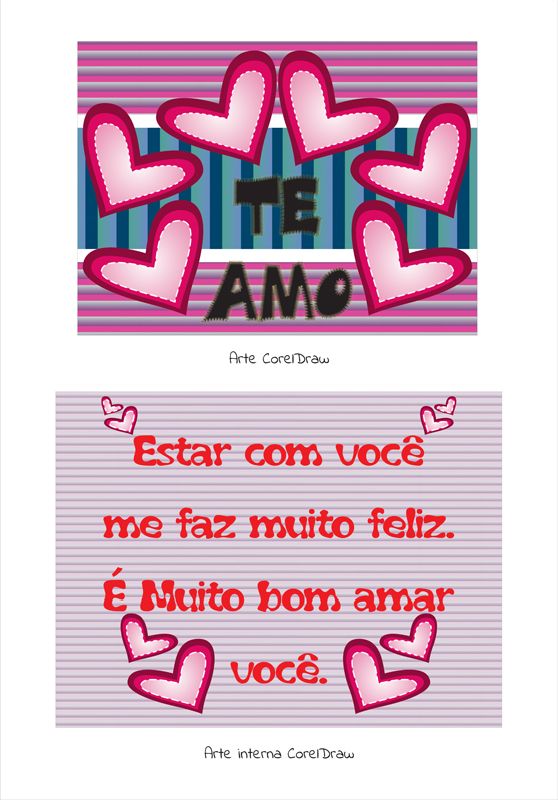 TE
AMO
Arte CorelDraw
Estar com você
me faz muito feliz.
É Muito bom amar
você.
Arte interna CorelDraw